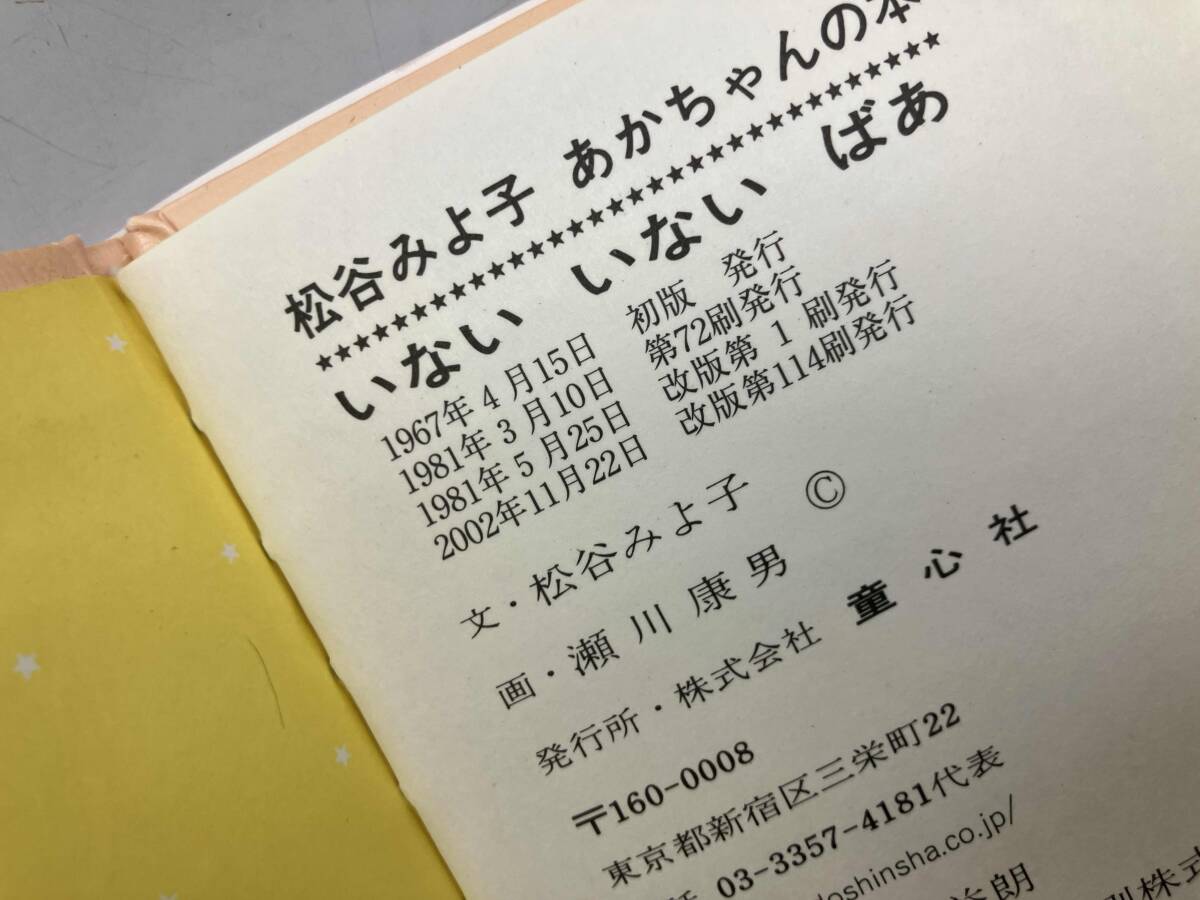 松谷みよ子 あかちゃんの本
★★★★★★★★★★★★★★★★★★★★★★★★★★★
いない いない ばあ
1967年 4 月15日 初版 発行
1981年 3 月10日 第72刷発行
1981年 5 月25日 改版第 1 刷発行
2002年11月22日 改版第114刷発行
文・松谷みよ子
画・瀬川康男 ©
発行所・株式会社 童心社
〒160-0008
東京都新宿区三栄町22
03-3357-4181代表
oshinsha.co.jp/
朗
株式